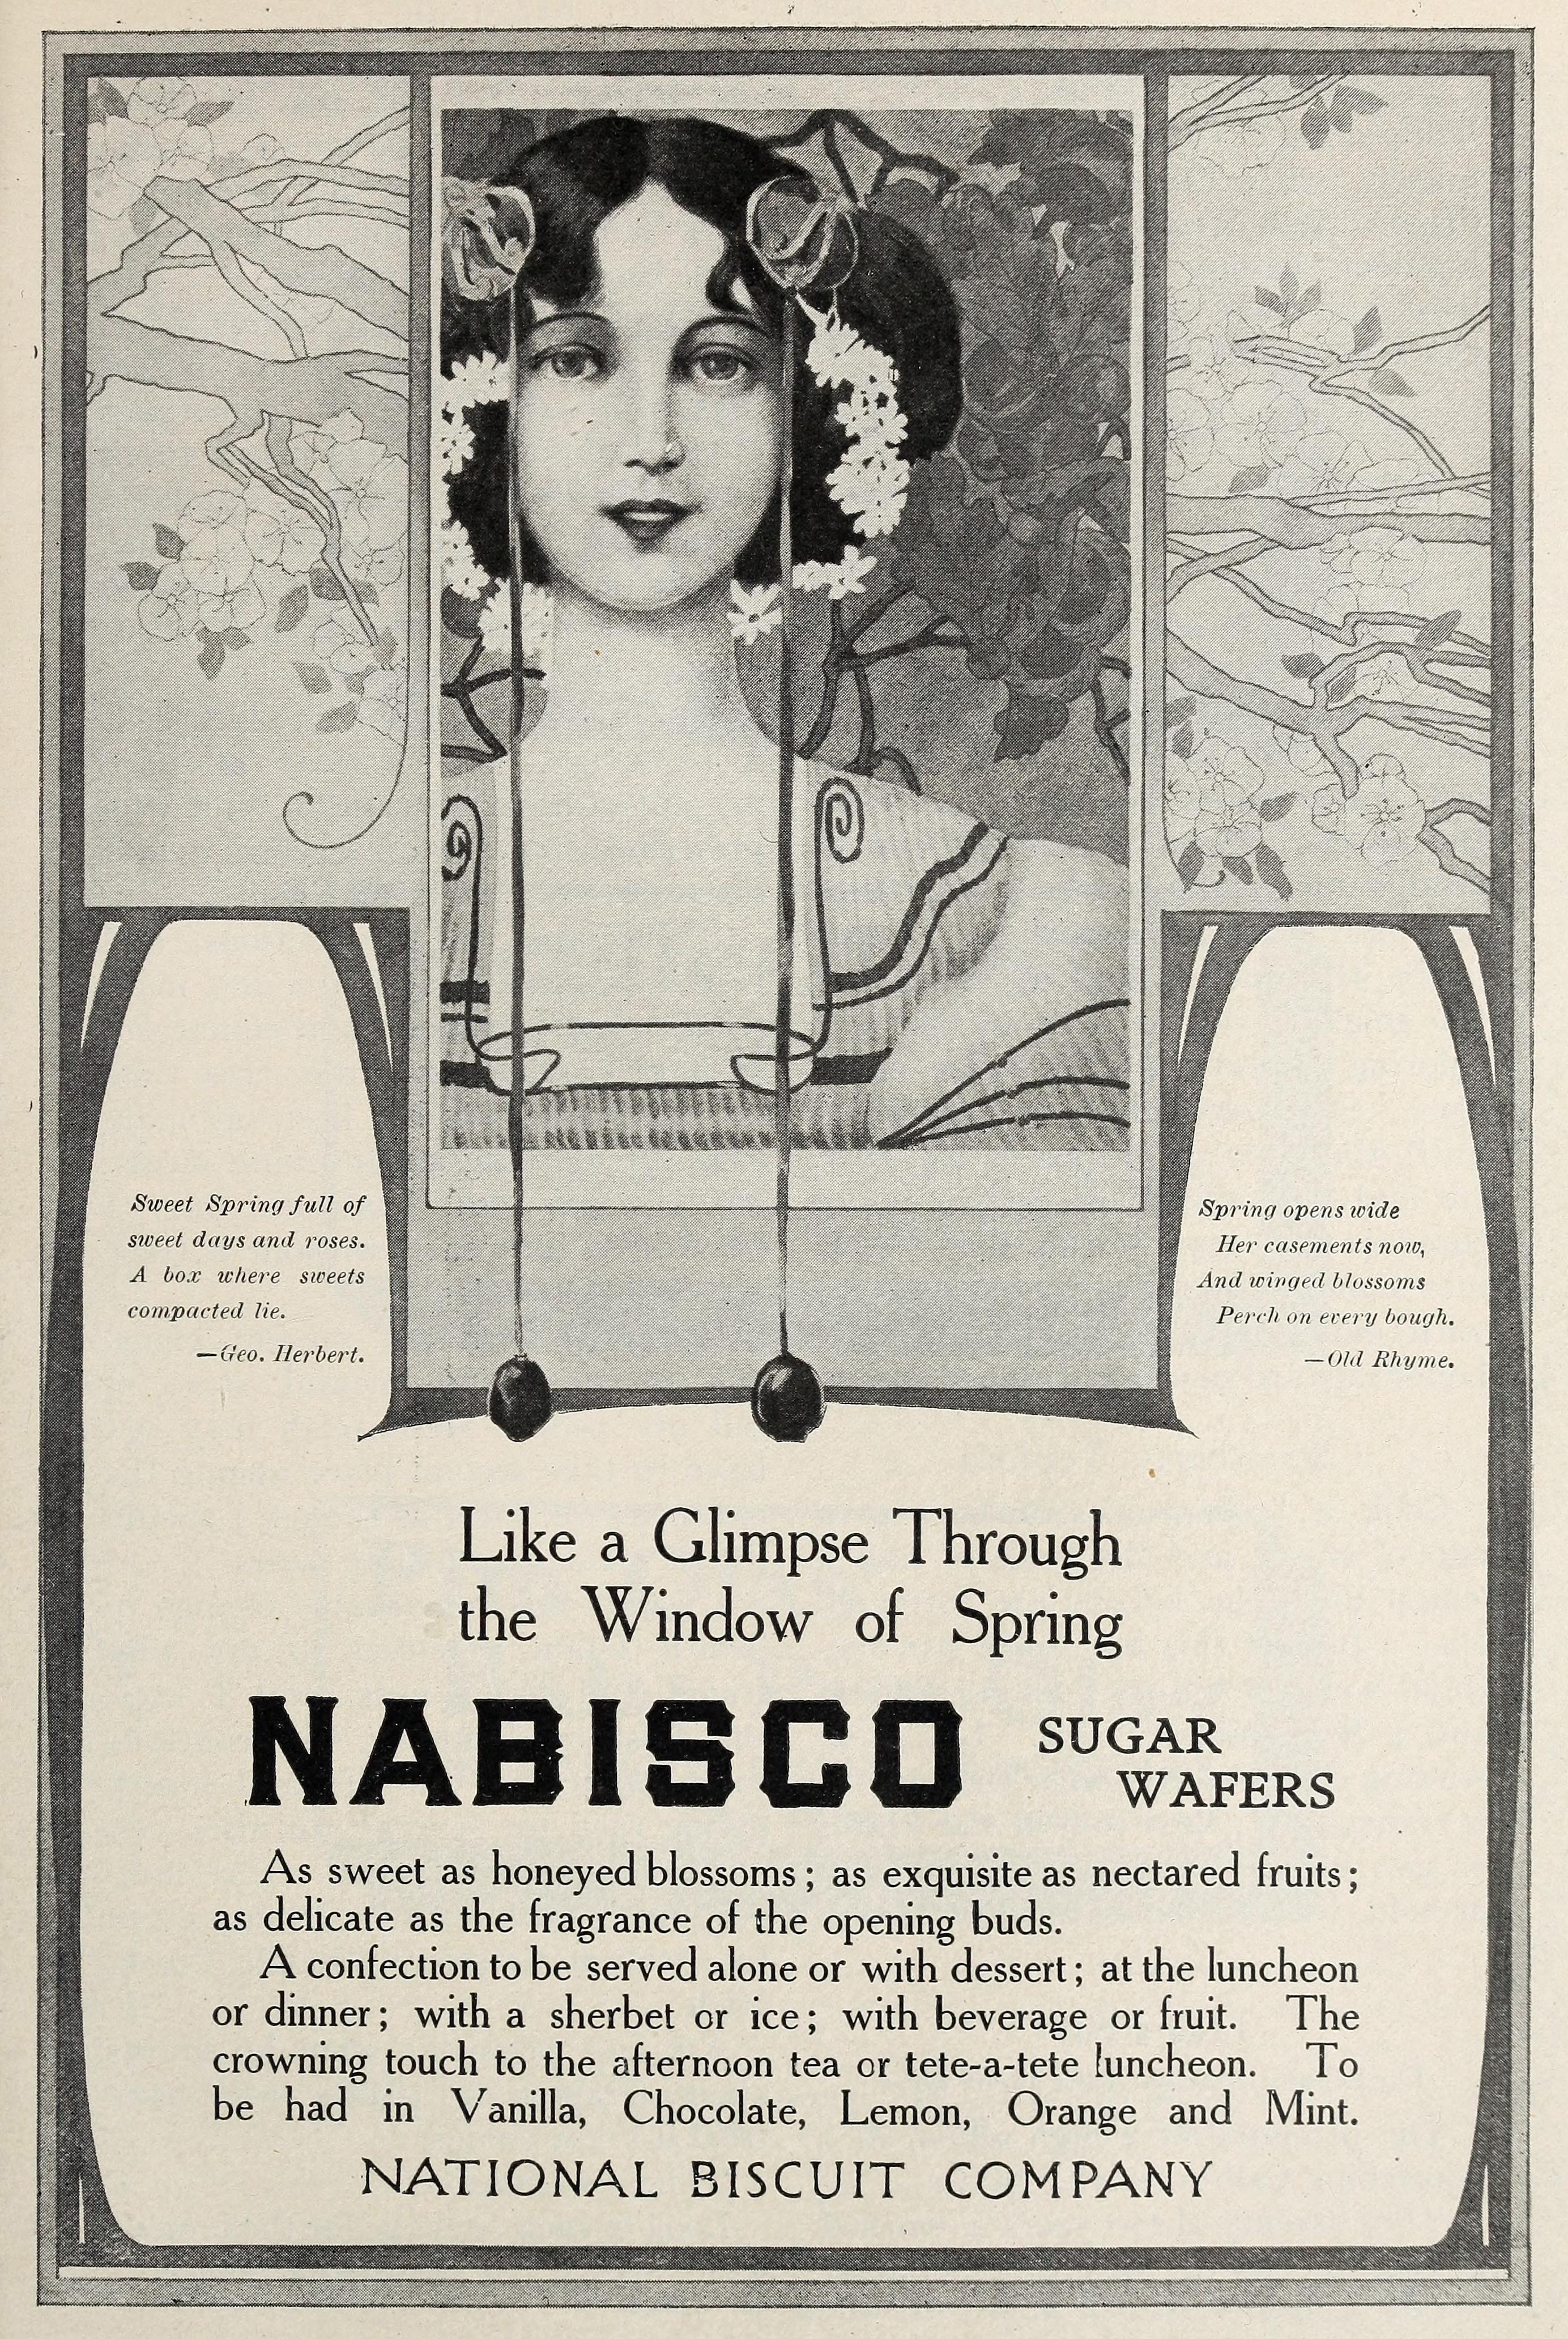 Sweet Spring full of
sweet days and roses.
A box where sweets
compacted lie.
—Geo. Herbert.
Spring opens wide
Her casements now,
And winged blossoms
Perch on every bough.
—Old Rhyme.
Like a Glimpse Through
the Window of Spring
NABISCO SUGAR
WAFERS
As sweet as honeyed blossoms; as exquisite as nectared fruits;
as delicate as the fragrance of the opening buds.
A confection to be served alone or with dessert; at the luncheon
or dinner; with a sherbet or ice; with beverage or fruit. The
crowning touch to the afternoon tea or tete-a-tete luncheon. To
be had in Vanilla, Chocolate, Lemon, Orange and Mint.
NATIONAL BISCUIT COMPANY